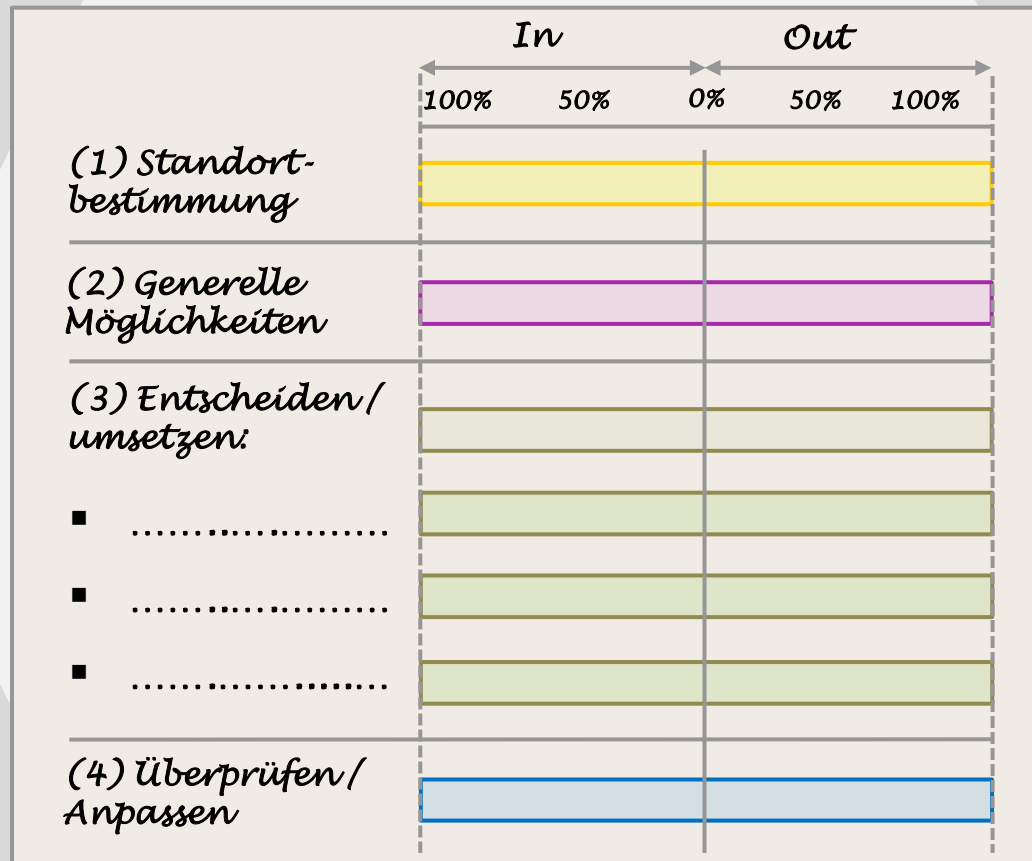 In Out
100% 50% 0% 50% 100%
(1) Standort-
bestimmung
(2) Generelle
Möglichkeiten
(3) Entscheiden/
umsetzen:
▪ .....................
▪ .....................
▪ .....................
(4) Überprüfen/
Anpassen